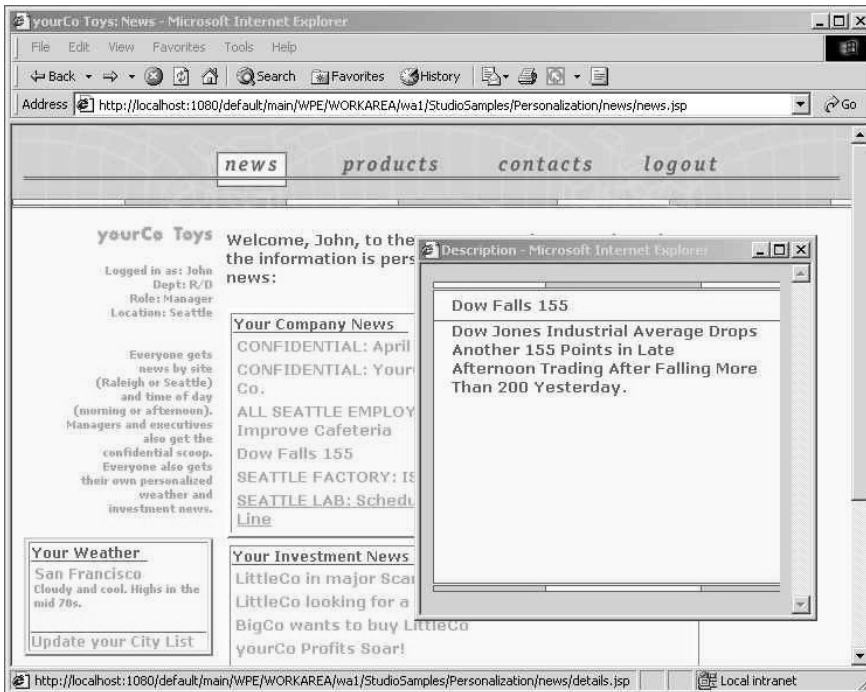 yourCo Toys: News - Microsoft Internet Explorer
File Edit View Favorites Tools Help
Back Search Favorites History
Address http://localhost:1080/default/main/WPE/WORKAREA/wa1/StudioSamples/Personalization/news/news.jsp Go
news products contacts logout
yourCo Toys
Logged in as: John
Dept: R/D
Role: Manager
Location: Seattle
Everyone gets
news by site
(Raleigh or Seattle)
and time of day
(morning or afternoon).
Managers and executives
also get the
confidential scoop.
Everyone also gets
their own personalized
weather and
investment news.
Your Weather
San Francisco
Cloudy and cool. Highs in the
mid 70s.
Update your City List
Welcome, John, to the
the information is pers
news:
Your Company News
CONFIDENTIAL: April
CONFIDENTIAL: Your
Co.
ALL SEATTLE EMPLOY
Improve Cafeteria
Dow Falls 155
SEATTLE FACTORY: IS
SEATTLE LAB: Schedu
Line
Your Investment News
LittleCo in major Scan
LittleCo looking for a
BigCo wants to buy LittleCo
yourCo Profits Soar!
Description - Microsoft Internet Explorer
Dow Falls 155
Dow Jones Industrial Average Drops
Another 155 Points in Late
Afternoon Trading After Falling More
Than 200 Yesterday.
http://localhost:1080/default/main/WPE/WORKAREA/wa1/StudioSamples/Personalization/news/details.jsp Local intranet